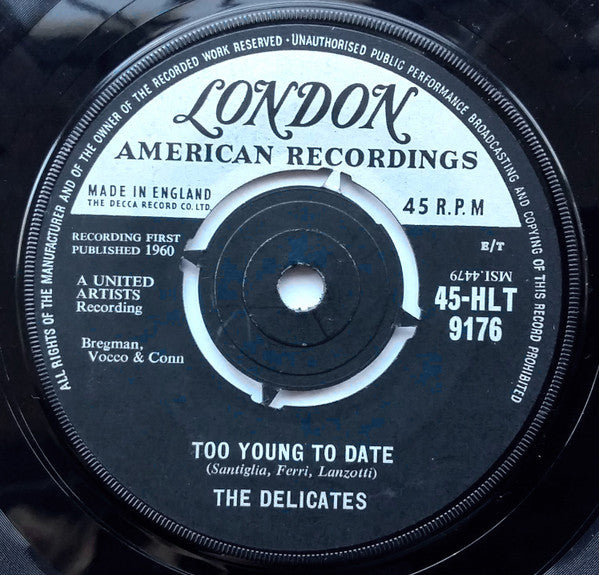 ALL RIGHTS OF THE MANUFACTURER AND OF THE OWNER OF THE RECORDED WORK RESERVED • UNAUTHORISED PUBLIC PERFORMANCE BROADCASTING AND COPYING OF THIS RECORD PROHIBITED
LONDON
AMERICAN RECORDINGS
MADE IN ENGLAND
THE DECCA RECORD CO. LTD.
45 R.P.M
RECORDING FIRST
PUBLISHED 1960
E/T
MSL.4479
A UNITED
ARTISTS
Recording
45-HLT
9176
Bregman,
Vocco & Conn
TOO YOUNG TO DATE
(Santiglia, Ferri, Lanzotti)
THE DELICATES